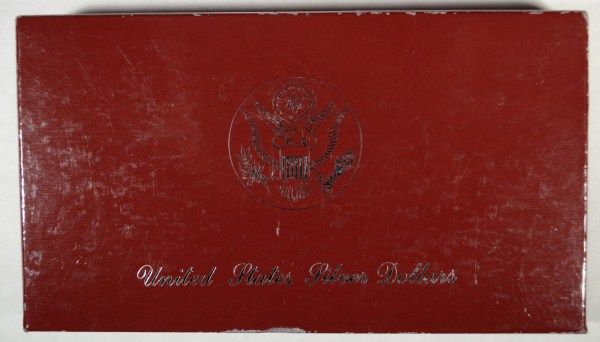 United States Silver Dollars